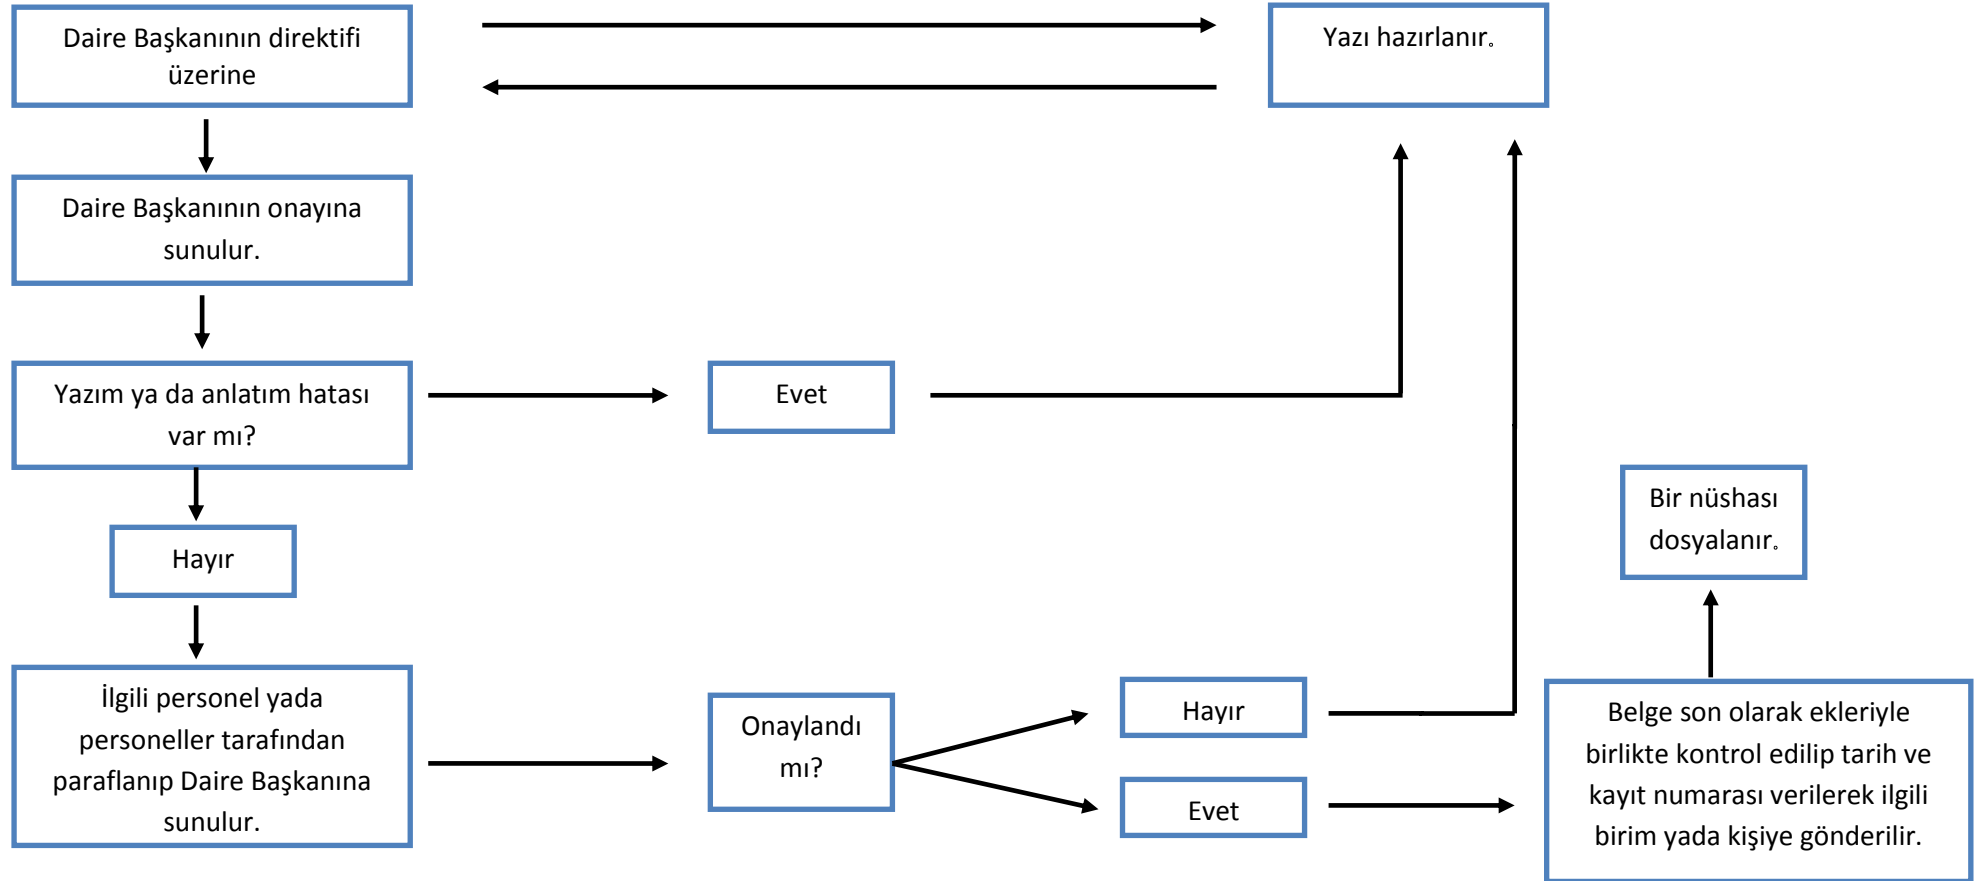 Daire Başkanının direktifi
üzerine
Yazı hazırlanır.
Daire Başkanının onayına
sunulur.
Yazım ya da anlatım hatası
var mı?
Evet
Bir nüshası
dosyalanır.
Hayır
İlgili personel yada
personeller tarafından
paraflanıp Daire Başkanına
sunulur.
Onaylandı
mı?
Hayır
Evet
Belge son olarak ekleriyle
birlikte kontrol edilip tarih ve
kayıt numarası verilerek ilgili
birim yada kişiye gönderilir.